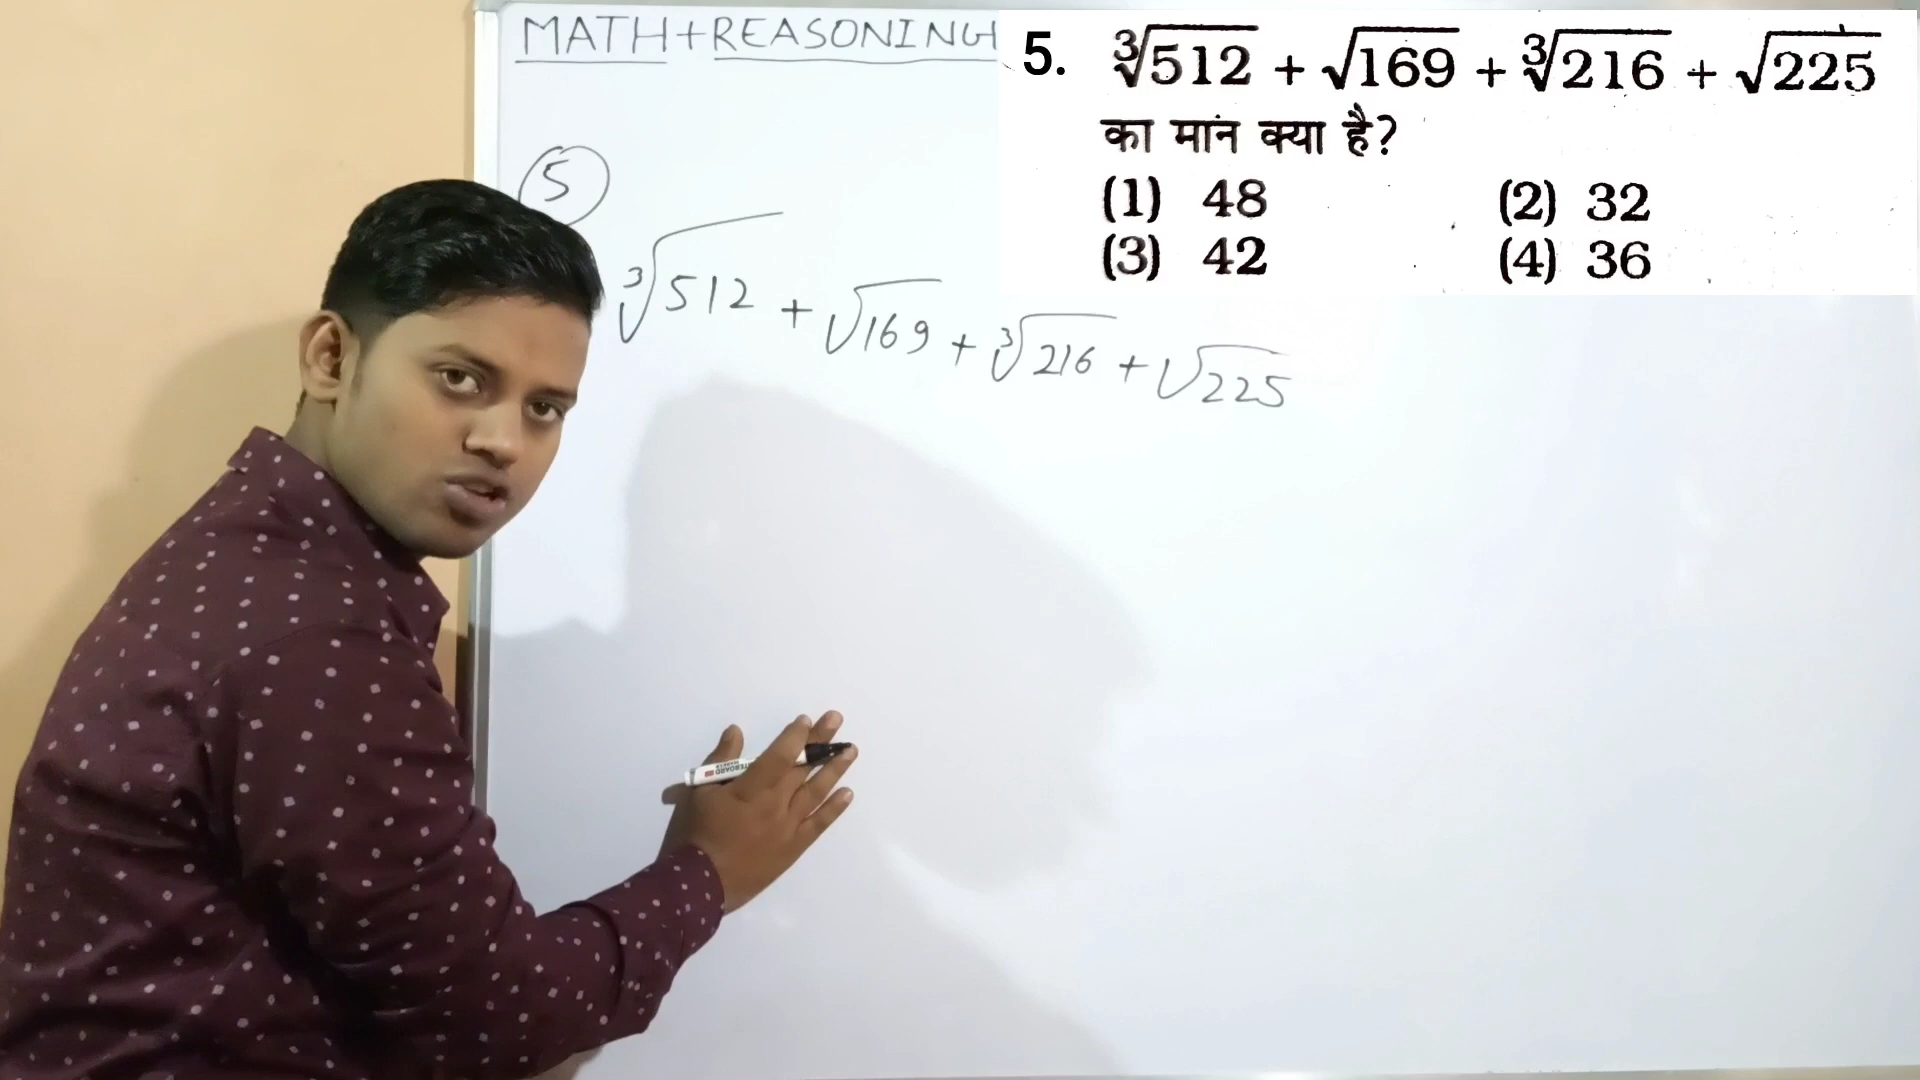 MATH+REASONING
5. ∛512 + √169 + ∛216 + √225
का मान क्या है?
(1) 48 (2) 32
(3) 42 (4) 36
5
∛512 + √169 + ∛216 + √225